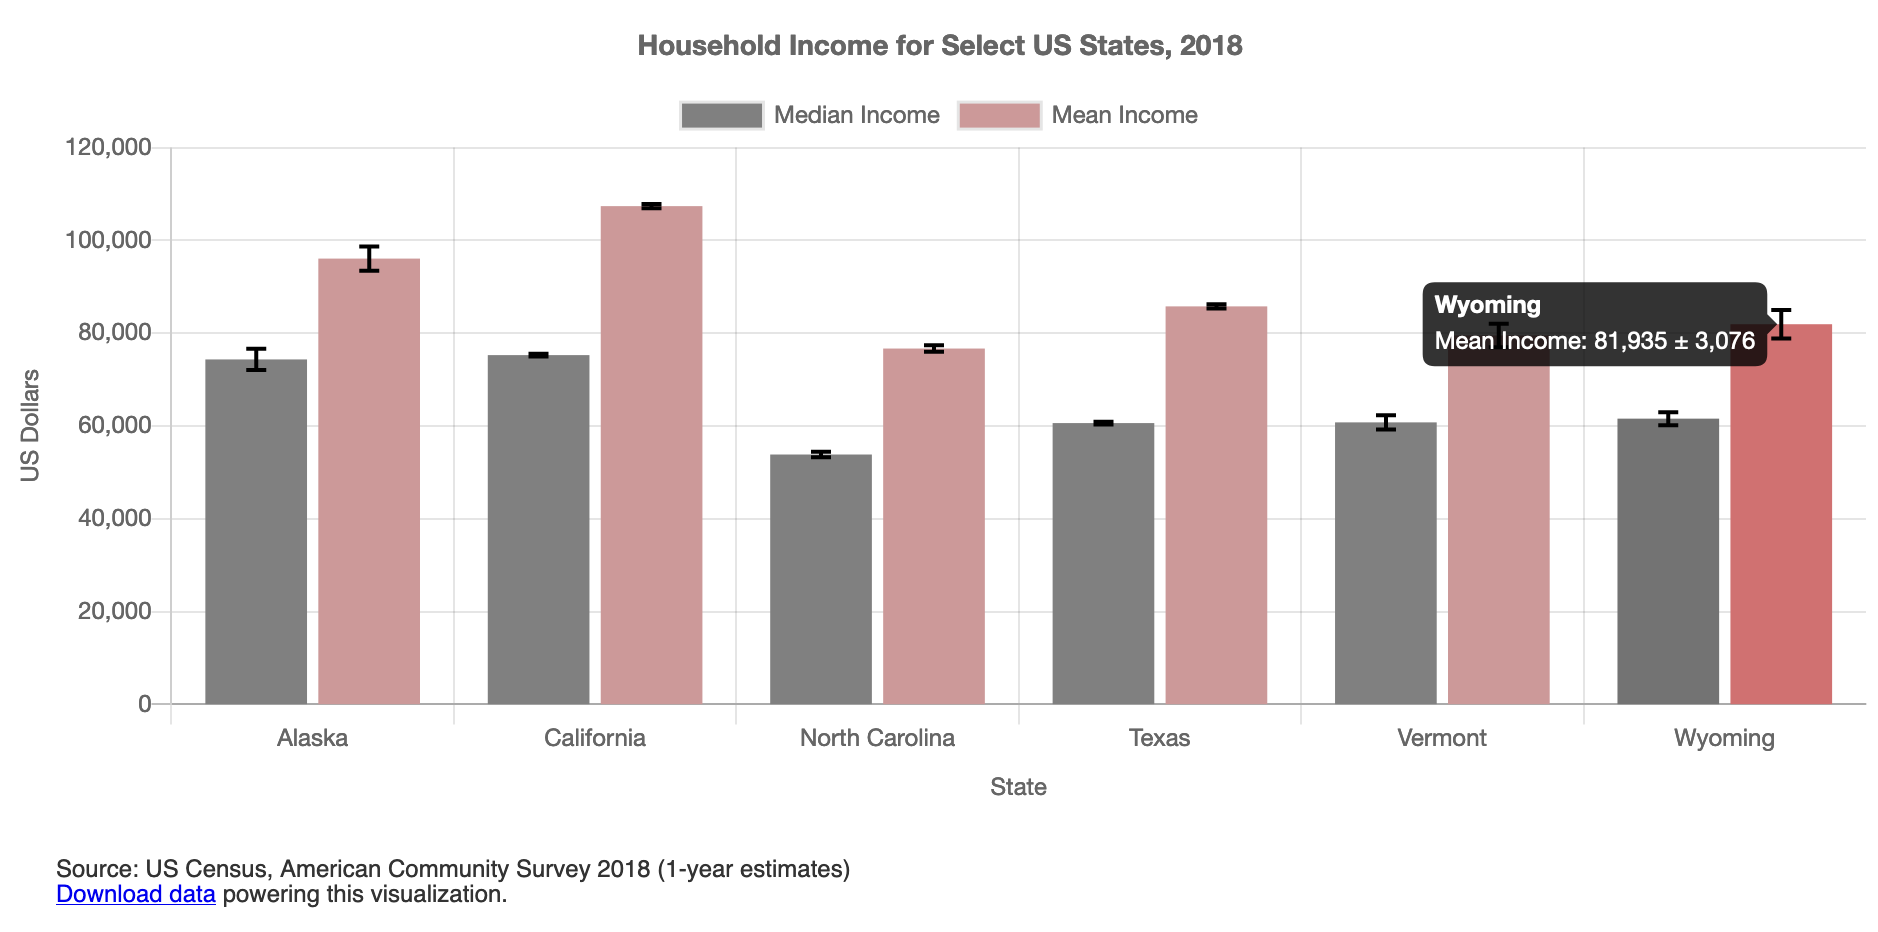 Household Income for Select US States, 2018
Median Income Mean Income
120,000
100,000
80,000
60,000
40,000
20,000
0
US Dollars
Wyoming
Mean Income: 81,935 ± 3,076
Alaska California North Carolina Texas Vermont Wyoming
State
Source: US Census, American Community Survey 2018 (1-year estimates)
Download data powering this visualization.